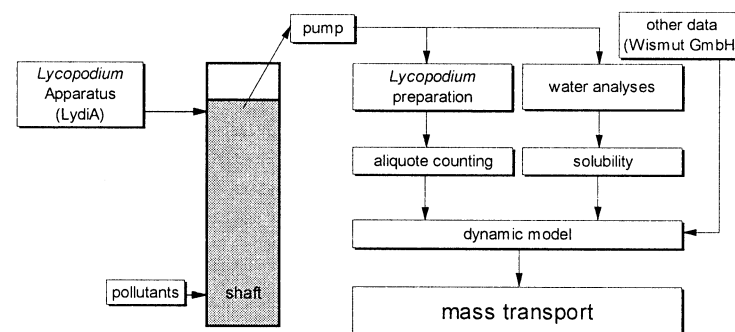 pump
other data
(Wismut GmbH)
Lycopodium
Apparatus
(LydiA)
Lycopodium
preparation
water analyses
aliquote counting
solubility
dynamic model
pollutants
shaft
mass transport